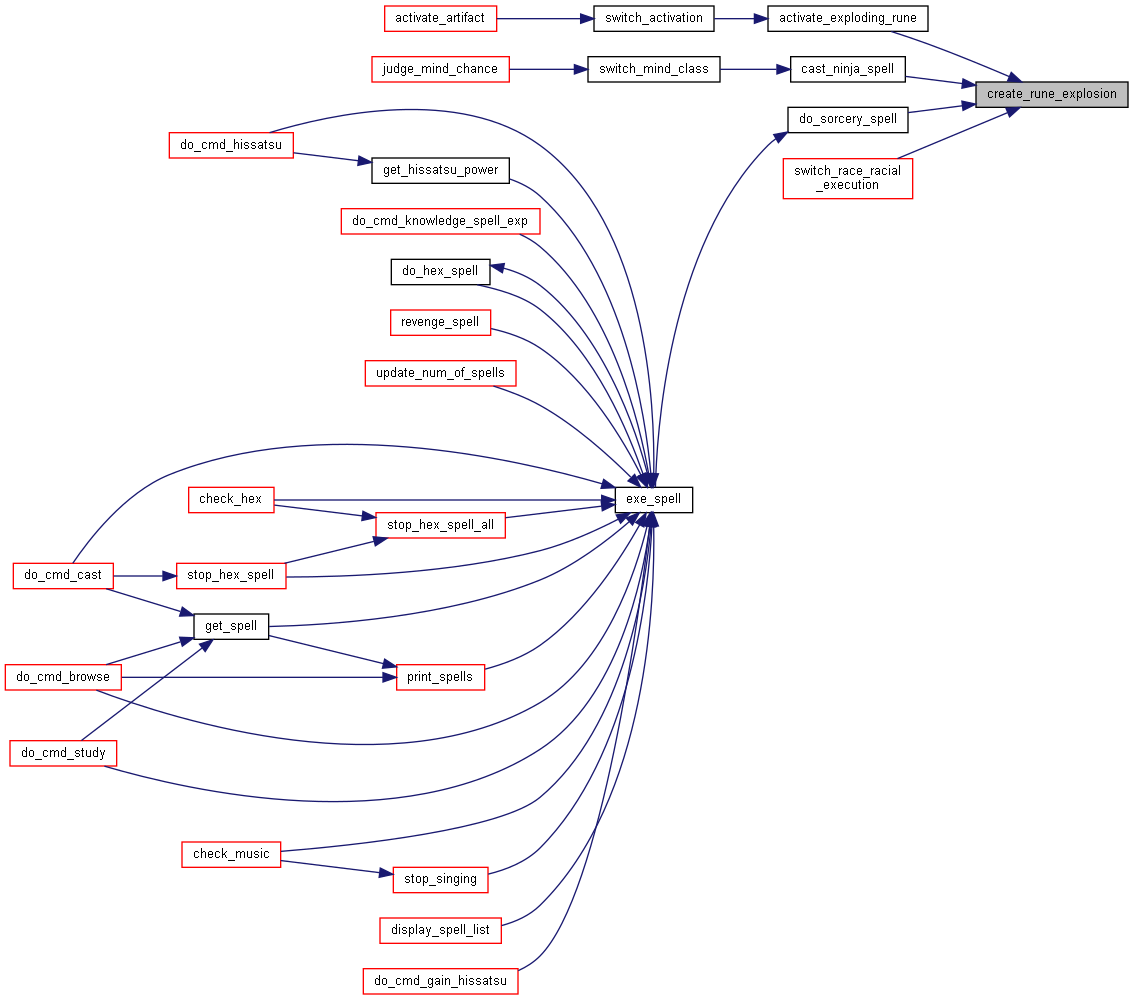 activate_artifact
switch_activation
activate_exploding_rune
judge_mind_chance
switch_mind_class
cast_ninja_spell
create_rune_explosion
do_sorcery_spell
do_cmd_hissatsu
get_hissatsu_power
switch_race_racial
_execution
do_cmd_knowledge_spell_exp
do_hex_spell
revenge_spell
update_num_of_spells
check_hex
exe_spell
stop_hex_spell_all
do_cmd_cast
stop_hex_spell
get_spell
do_cmd_browse
print_spells
do_cmd_study
check_music
stop_singing
display_spell_list
do_cmd_gain_hissatsu